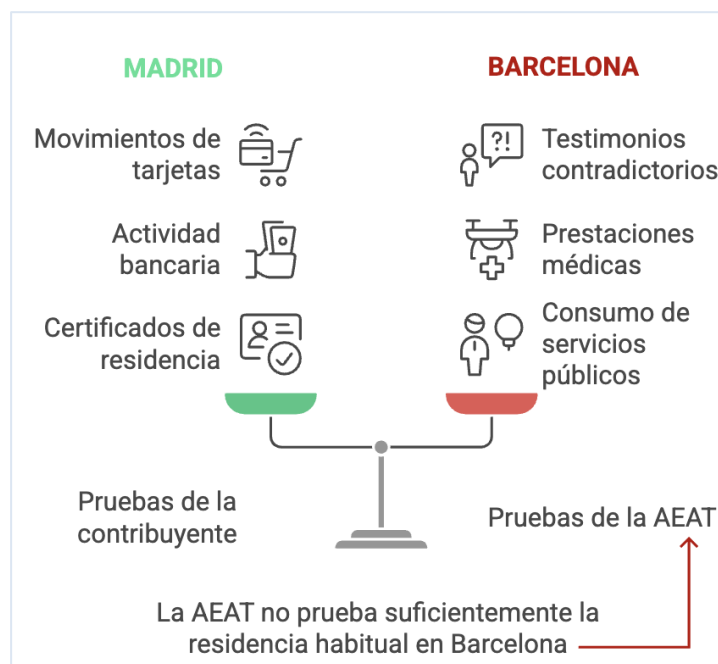 MADRID
Movimientos de
tarjetas
Actividad
bancaria
Certificados de
residencia
BARCELONA
?!
Testimonios
contradictorios
Prestaciones
médicas
Consumo de
servicios
públicos
Pruebas de la
contribuyente
Pruebas de la AEAT
La AEAT no prueba suficientemente la
residencia habitual en Barcelona